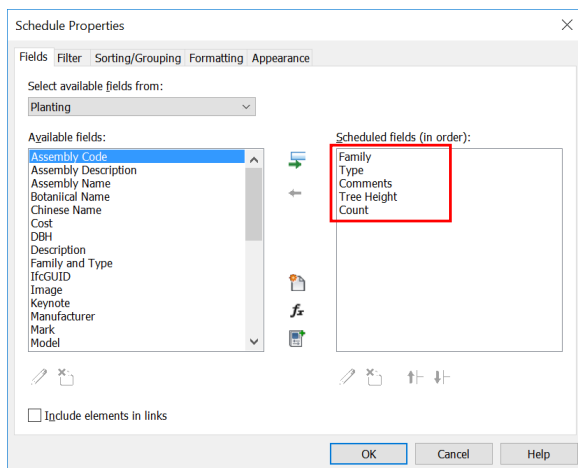 Schedule Properties
Fields Filter Sorting/Grouping Formatting Appearance
Select available fields from:
Planting
Available fields:
Assembly Code
Assembly Description
Assembly Name
Botaniical Name
Chinese Name
Cost
DBH
Description
Family and Type
IfcGUID
Image
Keynote
Manufacturer
Mark
Model
Scheduled fields (in order):
Family
Type
Comments
Tree Height
Count
fx
Include elements in links
OK Cancel Help